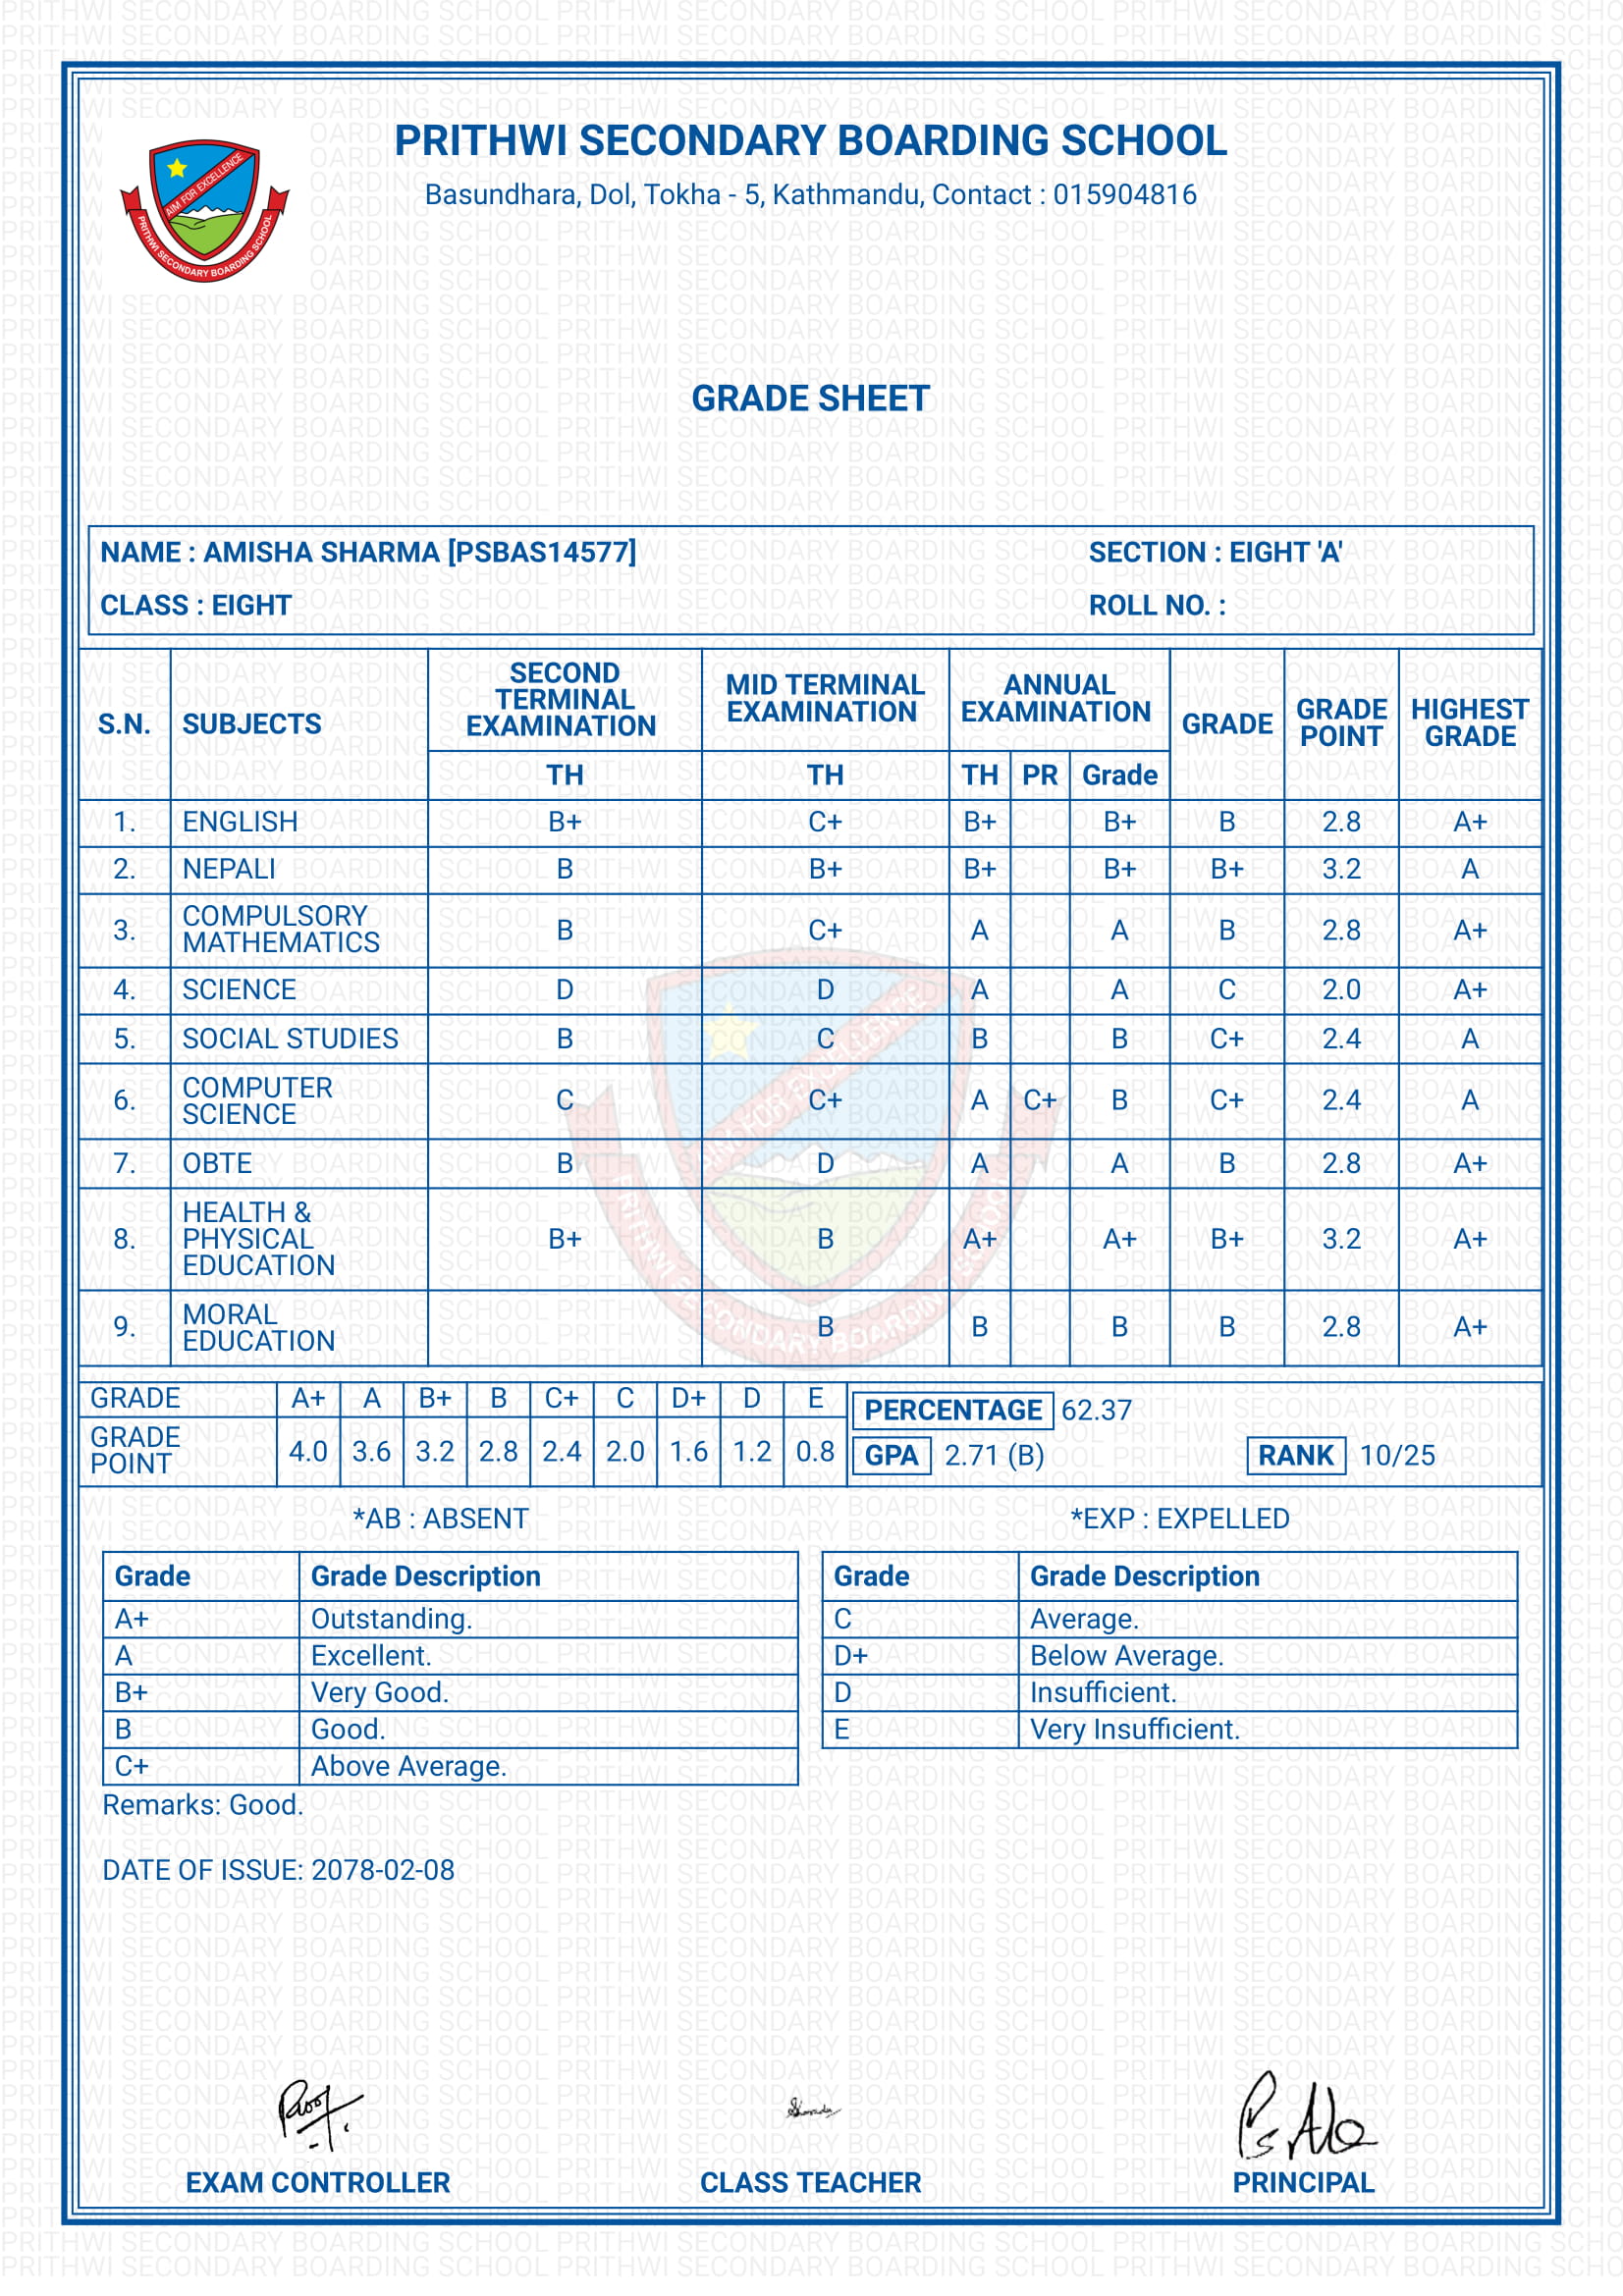 PRITHWI SECONDARY BOARDING SCHOOL
Basundhara, Dol, Tokha - 5, Kathmandu, Contact : 015904816
AIM FOR EXCELLENCE
PRITHWI SECONDARY BOARDING SCHOOL
GRADE SHEET
NAME : AMISHA SHARMA [PSBAS14577] SECTION : EIGHT 'A'
CLASS : EIGHT ROLL NO. :
S.N. SUBJECTS SECOND TERMINAL EXAMINATION MID TERMINAL EXAMINATION ANNUAL EXAMINATION GRADE GRADE POINT HIGHEST GRADE
TH TH TH PR Grade
1. ENGLISH B+ C+ B+ B+ B 2.8 A+
2. NEPALI B B+ B+ B+ B+ 3.2 A
3. COMPULSORY MATHEMATICS B C+ A A B 2.8 A+
4. SCIENCE D D A A C 2.0 A+
5. SOCIAL STUDIES B C B B C+ 2.4 A
6. COMPUTER SCIENCE C C+ A C+ B C+ 2.4 A
7. OBTE B D A A B 2.8 A+
8. HEALTH & PHYSICAL EDUCATION B+ B A+ A+ B+ 3.2 A+
9. MORAL EDUCATION B B B B 2.8 A+
GRADE A+ A B+ B C+ C D+ D E
GRADE POINT 4.0 3.6 3.2 2.8 2.4 2.0 1.6 1.2 0.8
PERCENTAGE 62.37
GPA 2.71 (B) RANK 10/25
*AB : ABSENT *EXP : EXPELLED
Grade Grade Description
A+ Outstanding.
A Excellent.
B+ Very Good.
B Good.
C+ Above Average.
Grade Grade Description
C Average.
D+ Below Average.
D Insufficient.
E Very Insufficient.
Remarks: Good.
DATE OF ISSUE: 2078-02-08
EXAM CONTROLLER CLASS TEACHER PRINCIPAL